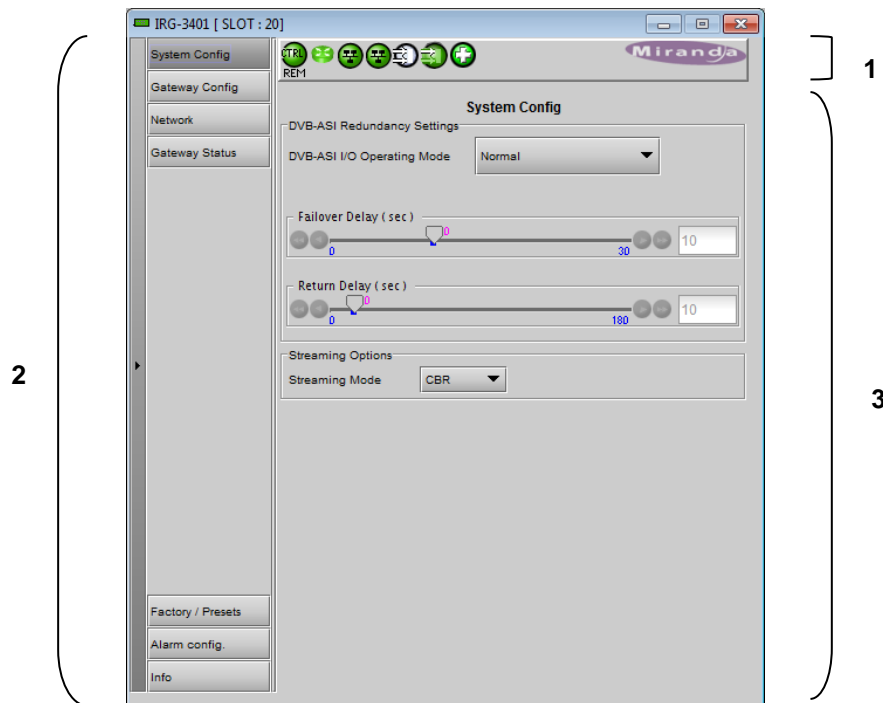 IRG-3401 [ SLOT : 20]
System Config
Gateway Config
Network
Gateway Status
Factory / Presets
Alarm config.
Info
CTRL
REM
Miranda
System Config
DVB-ASI Redundancy Settings
DVB-ASI I/O Operating Mode Normal
Failover Delay ( sec )
0
0 30
10
Return Delay ( sec )
0
0 180
10
Streaming Options
Streaming Mode CBR
1
2
3